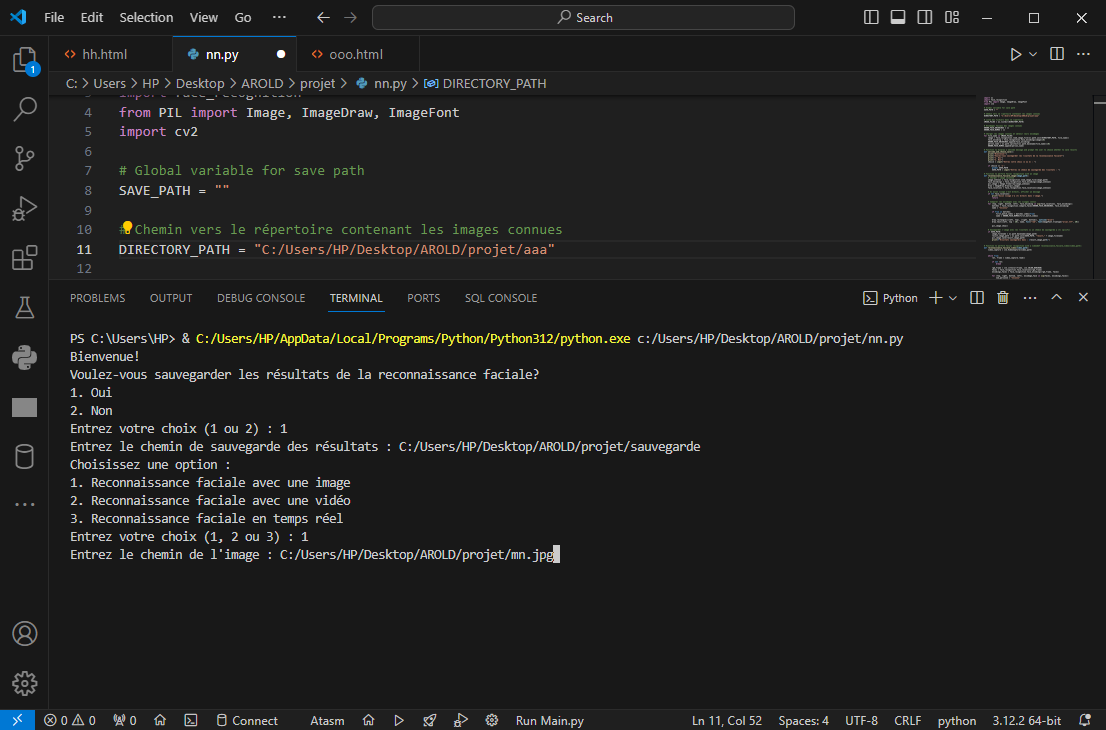 File Edit Selection View Go ··· Search
hh.html nn.py ooo.html
C: > Users > HP > Desktop > AROLD > projet > nn.py > DIRECTORY_PATH
1
3 import face_recognition
4 from PIL import Image, ImageDraw, ImageFont
5 import cv2
6
7 # Global variable for save path
8 SAVE_PATH = ""
9
10 # Chemin vers le répertoire contenant les images connues
11 DIRECTORY_PATH = "C:/Users/HP/Desktop/AROLD/projet/aaa"
12
PROBLEMS OUTPUT DEBUG CONSOLE TERMINAL PORTS SQL CONSOLE Python
PS C:\Users\HP> & C:/Users/HP/AppData/Local/Programs/Python/Python312/python.exe c:/Users/HP/Desktop/AROLD/projet/nn.py
Bienvenue!
Voulez-vous sauvegarder les résultats de la reconnaissance faciale?
1. Oui
2. Non
Entrez votre choix (1 ou 2) : 1
Entrez le chemin de sauvegarde des résultats : C:/Users/HP/Desktop/AROLD/projet/sauvegarde
Choisissez une option :
1. Reconnaissance faciale avec une image
2. Reconnaissance faciale avec une vidéo
3. Reconnaissance faciale en temps réel
Entrez votre choix (1, 2 ou 3) : 1
Entrez le chemin de l'image : C:/Users/HP/Desktop/AROLD/projet/mn.jpg
0 0 0 Connect Atasm Run Main.py Ln 11, Col 52 Spaces: 4 UTF-8 CRLF python 3.12.2 64-bit